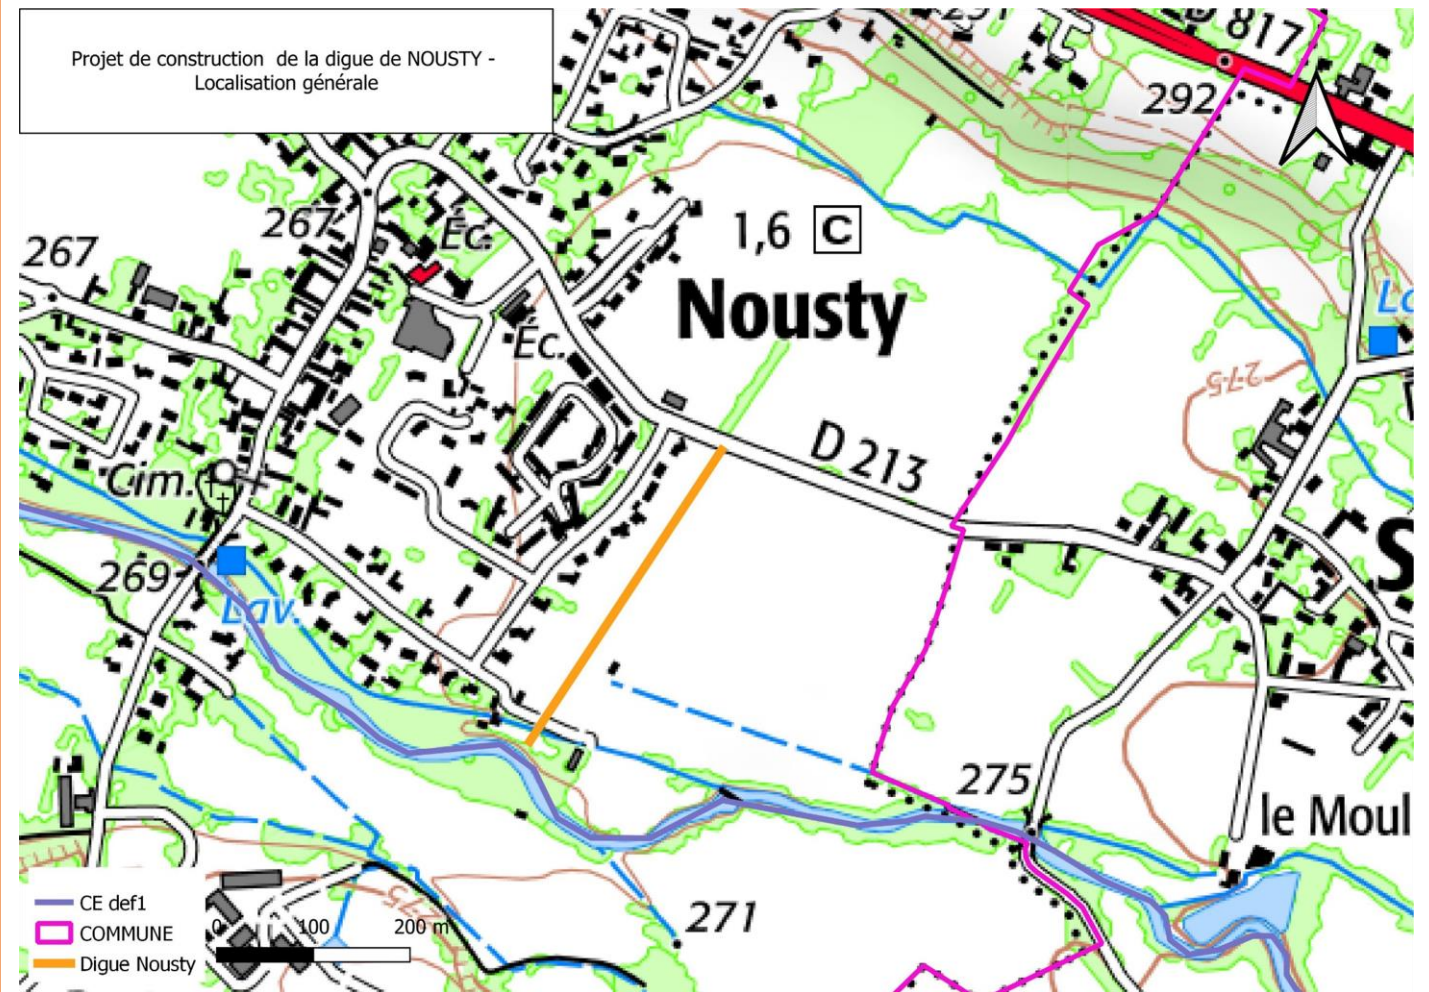 Projet de construction de la digue de NOUSTY -
Localisation générale
817
292
267
Éc.
267
1,6 C
Nousty
Éc.
275
D 213
Cim.
269
Lav.
275
le Moul
271
CE def1
COMMUNE
Digue Nousty
0 100 200 m